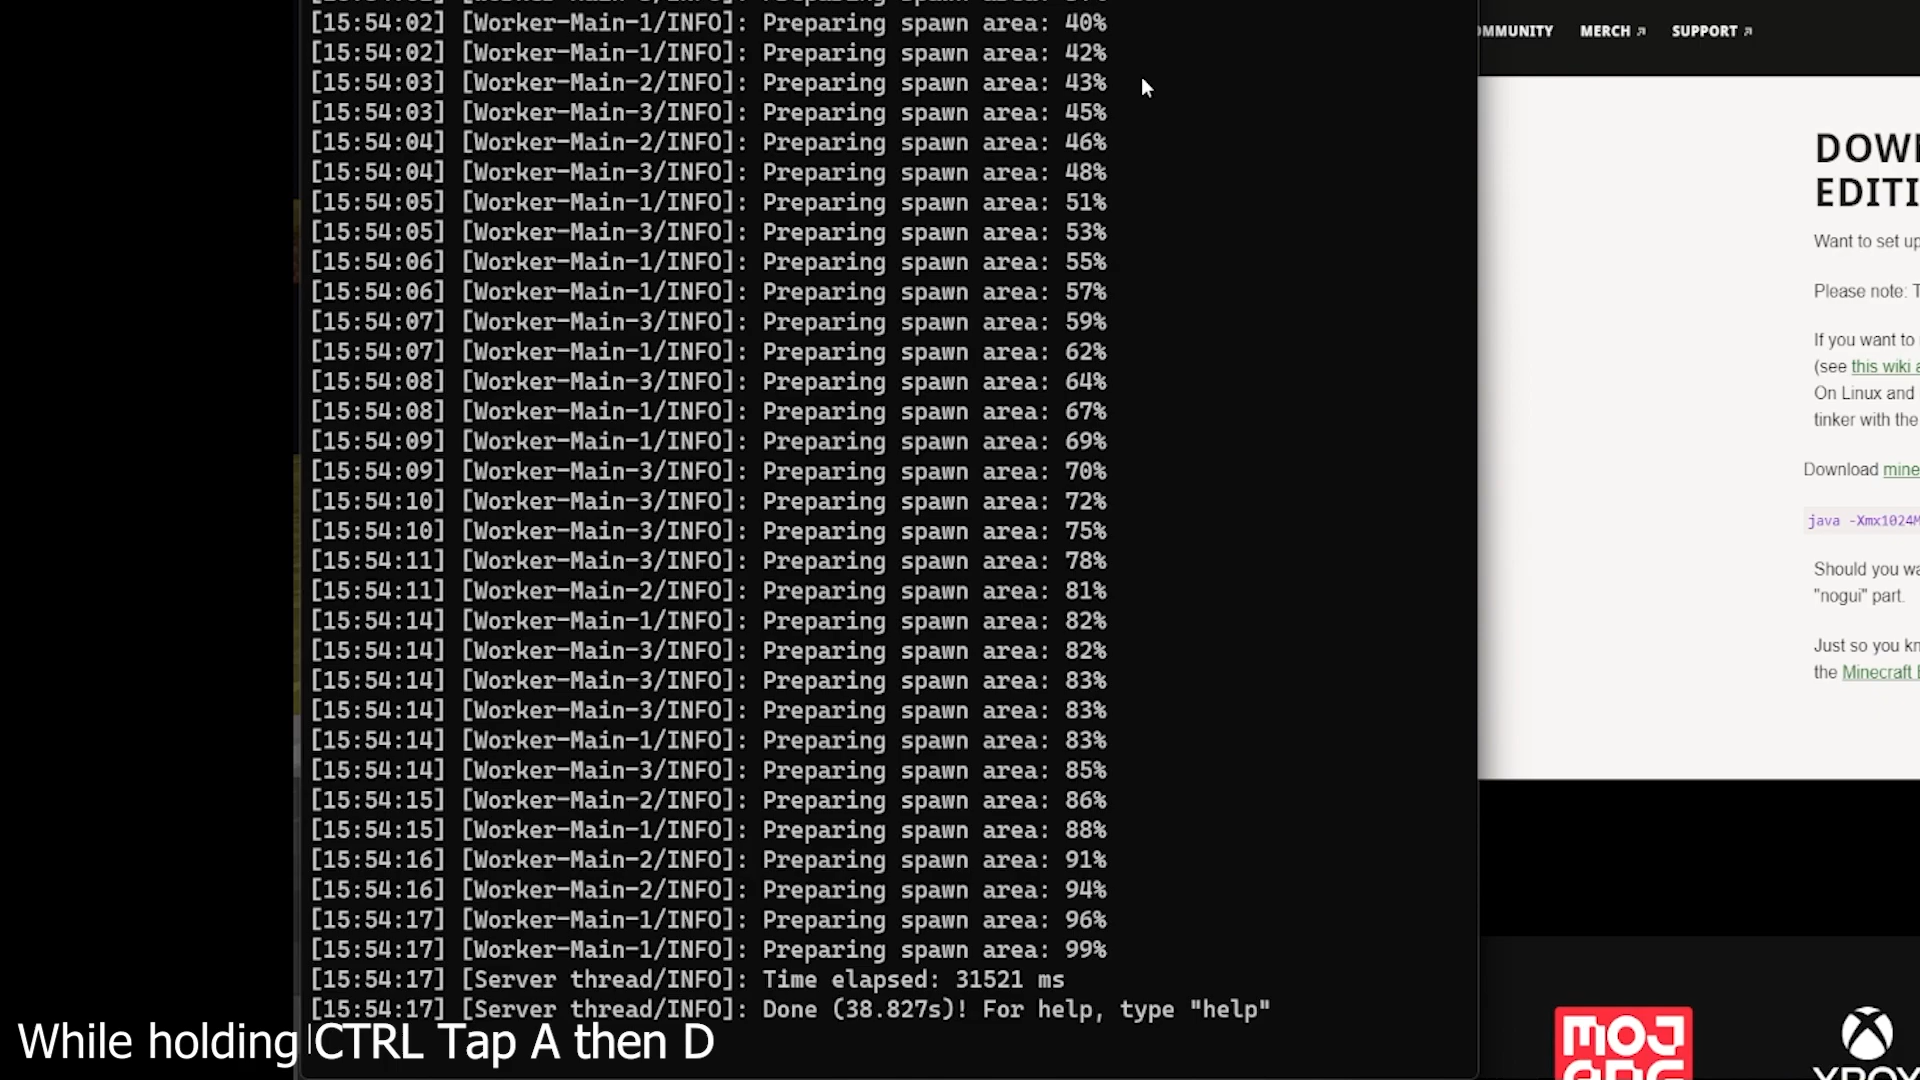 [15:54:02] [Worker-Main-1/INFO]: Preparing spawn area: 40%
[15:54:02] [Worker-Main-1/INFO]: Preparing spawn area: 42%
[15:54:03] [Worker-Main-2/INFO]: Preparing spawn area: 43%
[15:54:03] [Worker-Main-3/INFO]: Preparing spawn area: 45%
[15:54:04] [Worker-Main-2/INFO]: Preparing spawn area: 46%
[15:54:04] [Worker-Main-3/INFO]: Preparing spawn area: 48%
[15:54:05] [Worker-Main-1/INFO]: Preparing spawn area: 51%
[15:54:05] [Worker-Main-3/INFO]: Preparing spawn area: 53%
[15:54:06] [Worker-Main-1/INFO]: Preparing spawn area: 55%
[15:54:06] [Worker-Main-1/INFO]: Preparing spawn area: 57%
[15:54:07] [Worker-Main-3/INFO]: Preparing spawn area: 59%
[15:54:07] [Worker-Main-1/INFO]: Preparing spawn area: 62%
[15:54:08] [Worker-Main-3/INFO]: Preparing spawn area: 64%
[15:54:08] [Worker-Main-1/INFO]: Preparing spawn area: 67%
[15:54:09] [Worker-Main-1/INFO]: Preparing spawn area: 69%
[15:54:09] [Worker-Main-3/INFO]: Preparing spawn area: 70%
[15:54:10] [Worker-Main-3/INFO]: Preparing spawn area: 72%
[15:54:10] [Worker-Main-3/INFO]: Preparing spawn area: 75%
[15:54:11] [Worker-Main-3/INFO]: Preparing spawn area: 78%
[15:54:11] [Worker-Main-2/INFO]: Preparing spawn area: 81%
[15:54:14] [Worker-Main-1/INFO]: Preparing spawn area: 82%
[15:54:14] [Worker-Main-3/INFO]: Preparing spawn area: 82%
[15:54:14] [Worker-Main-3/INFO]: Preparing spawn area: 83%
[15:54:14] [Worker-Main-3/INFO]: Preparing spawn area: 83%
[15:54:14] [Worker-Main-1/INFO]: Preparing spawn area: 83%
[15:54:14] [Worker-Main-3/INFO]: Preparing spawn area: 85%
[15:54:15] [Worker-Main-2/INFO]: Preparing spawn area: 86%
[15:54:15] [Worker-Main-1/INFO]: Preparing spawn area: 88%
[15:54:16] [Worker-Main-2/INFO]: Preparing spawn area: 91%
[15:54:16] [Worker-Main-2/INFO]: Preparing spawn area: 94%
[15:54:17] [Worker-Main-1/INFO]: Preparing spawn area: 96%
[15:54:17] [Worker-Main-1/INFO]: Preparing spawn area: 99%
[15:54:17] [Server thread/INFO]: Time elapsed: 31521 ms
[15:54:17] [Server thread/INFO]: Done (38.827s)! For help, type "help"
While holding CTRL Tap A then D
OMMUNITY MERCH SUPPORT
DOW
EDITI
Want to set up
Please note: T
If you want to
(see this wiki a
On Linux and
tinker with the
Download mine
java -Xmx1024M
Should you wa
"nogui" part.
Just so you kn
the Minecraft E
MOJ
XBOX